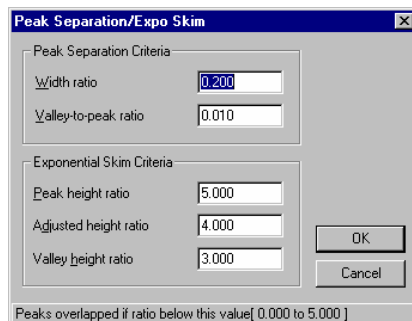 Peak Separation/Expo Skim
Peak Separation Criteria
Width ratio 0.200
Valley-to-peak ratio 0.010
Exponential Skim Criteria
Peak height ratio 5.000
Adjusted height ratio 4.000
Valley height ratio 3.000
OK
Cancel
Peaks overlapped if ratio below this value[ 0.000 to 5.000 ]